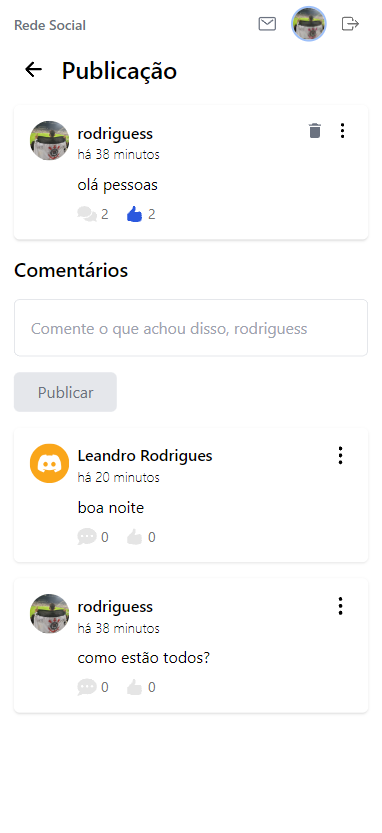 Rede Social
Publicação
rodriguess
há 38 minutos
olá pessoas
2 2
Comentários
Comente o que achou disso, rodriguess
Publicar
Leandro Rodrigues
há 20 minutos
boa noite
0 0
rodriguess
há 38 minutos
como estão todos?
0 0